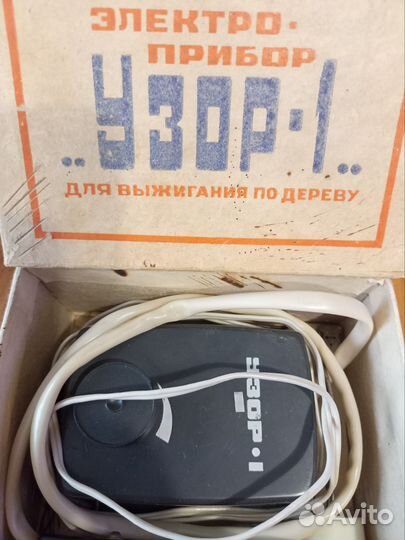 ЭЛЕКТРО·
ПРИБОР
„УЗОР·1„
ДЛЯ ВЫЖИГАНИЯ ПО ДЕРЕВУ
УЗОР·1
Avito